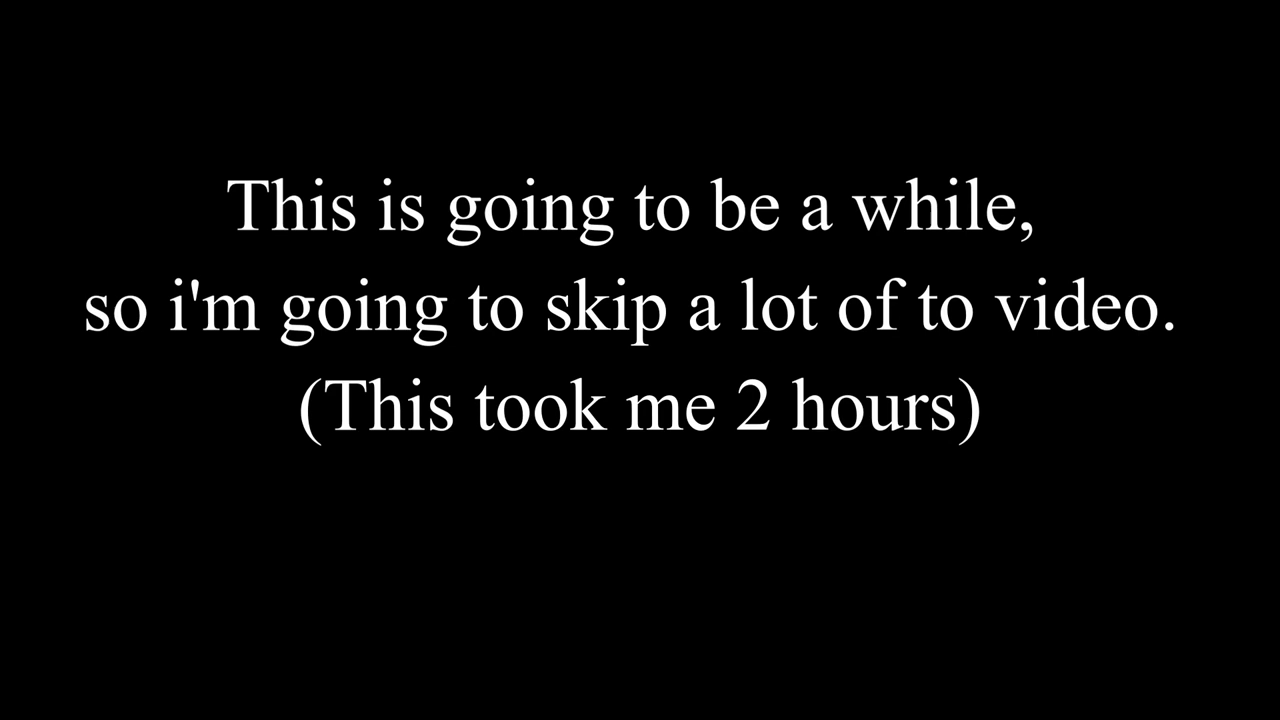 This is going to be a while,
so i'm going to skip a lot of to video.
(This took me 2 hours)